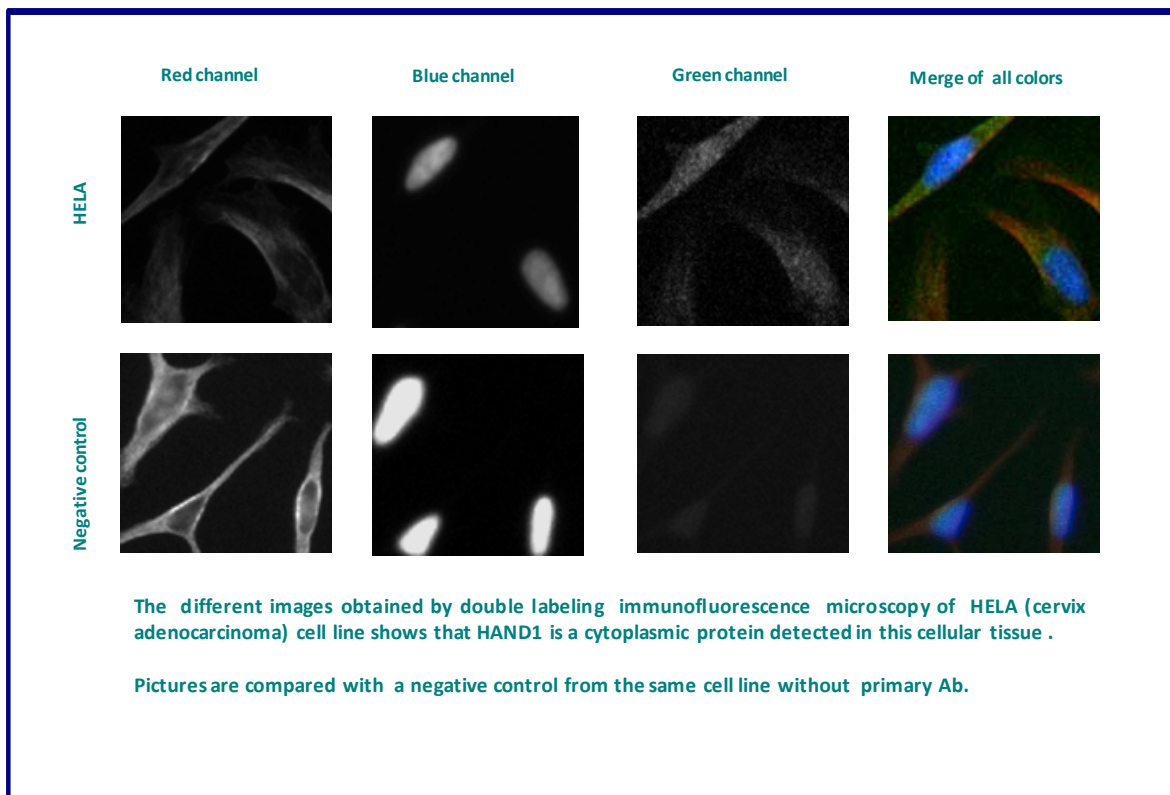 Red channel
Blue channel
Green channel
Merge of all colors
HELA
Negative control
The different images obtained by double labeling immunofluorescence microscopy of HELA (cervix
adenocarcinoma) cell line shows that HAND1 is a cytoplasmic protein detected in this cellular tissue .
Pictures are compared with a negative control from the same cell line without primary Ab.